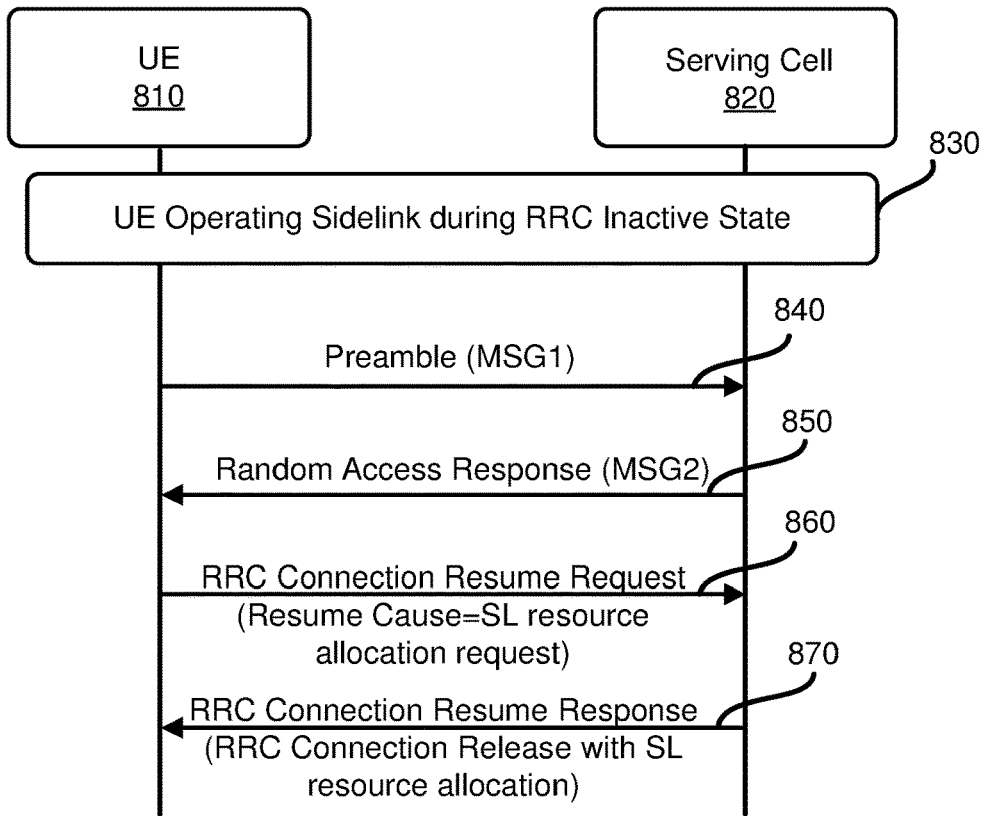 UE
810
Serving Cell
820
830
UE Operating Sidelink during RRC Inactive State
840
Preamble (MSG1)
850
Random Access Response (MSG2)
860
RRC Connection Resume Request
(Resume Cause=SL resource
allocation request)
870
RRC Connection Resume Response
(RRC Connection Release with SL
resource allocation)